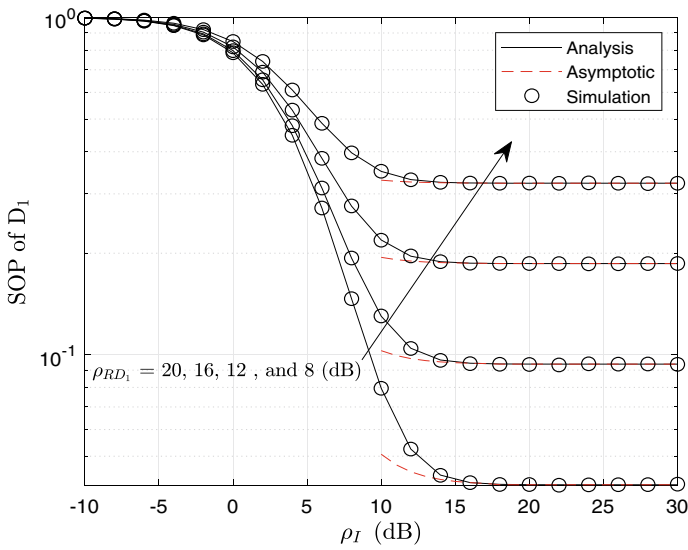 10^0
10^-1
SOP of D_1
Analysis
Asymptotic
Simulation
ρ_{RD_1} = 20, 16, 12 , and 8 (dB)
-10 -5 0 5 10 15 20 25 30
ρ_I (dB)